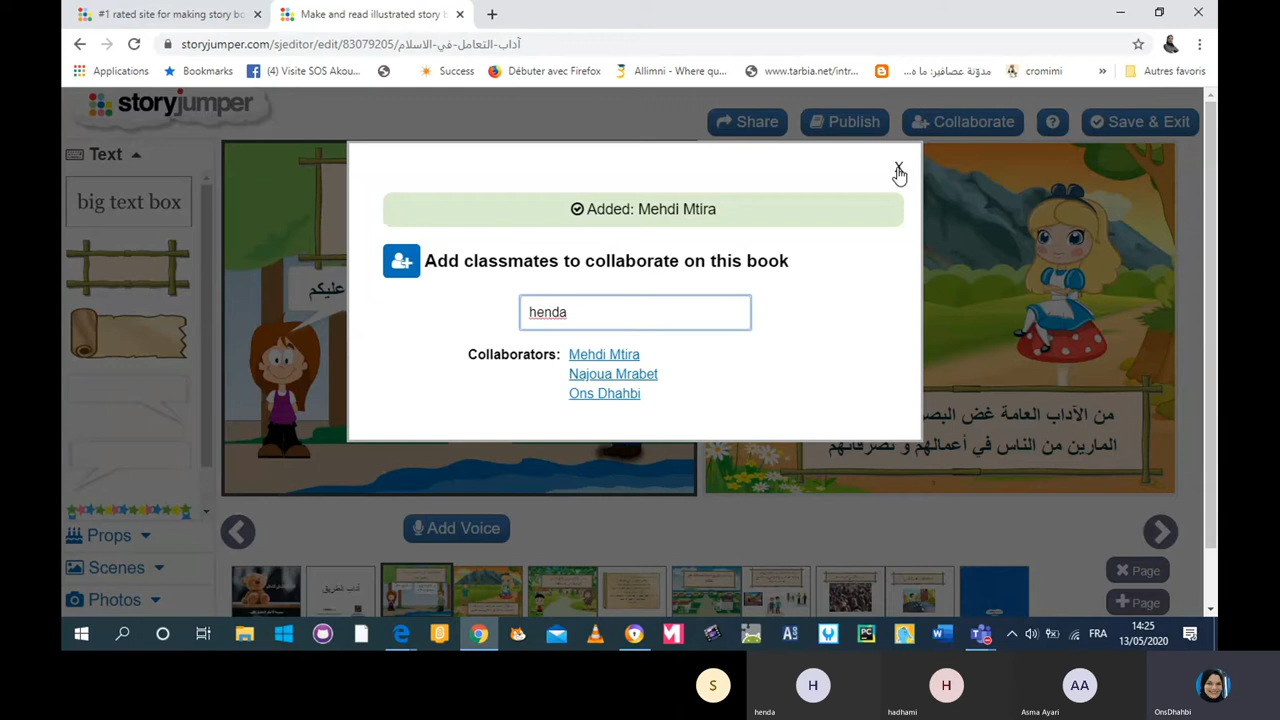 #1 rated site for making story bo
Make and read illustrated story b
storyjumper.com/sjeditor/edit/83079205/آداب-التعامل-في-الاسلام
Applications
Bookmarks
(4) Visite SOS Akou...
Success
Débuter avec Firefox
Allimni - Where qu...
www.tarbia.net/intr...
مدوّنة عصافير: ما ه...
cromimi
»
Autres favoris
storyjumper
Share
Publish
Collaborate
?
Save & Exit
Text
big text box
عليكم
X
Added: Mehdi Mtira
Add classmates to collaborate on this book
henda
Collaborators:
Mehdi Mtira
Najoua Mrabet
Ons Dhahbi
من الآداب العامة غض البص
المارين من الناس في أعمالهم و تصرفاتهم
Props
Scenes
Photos
Add Voice
آداب الطريق
Page
Page
FRA
14:25
13/05/2020
S
H
henda
H
hadhami
AA
Asma Ayari
OnsDhahbi